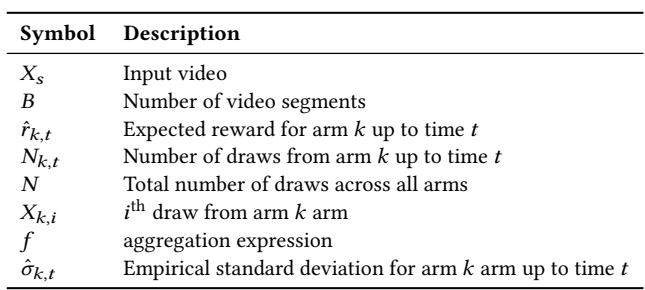 Symbol Description
X_s Input video
B Number of video segments
r̂_{k,t} Expected reward for arm k up to time t
N_{k,t} Number of draws from arm k up to time t
N Total number of draws across all arms
X_{k,i} i^th draw from arm k arm
f aggregation expression
σ̂_{k,t} Empirical standard deviation for arm k arm up to time t